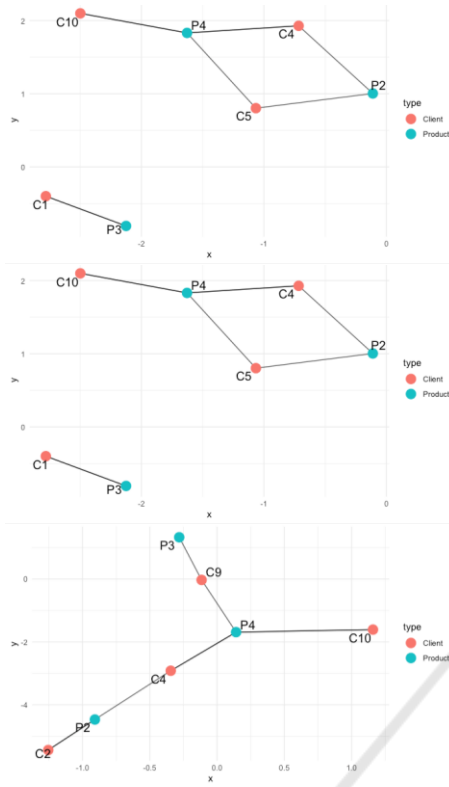 C10
P4
C4
2
P2
1
C5
type
Client
Product
y
0
C1
P3
-2
-1
0
x
C10
P4
C4
2
P2
1
C5
type
Client
Product
y
0
C1
P3
-2
-1
0
x
P3
C9
0
P4
C10
type
Client
Product
y
-2
C4
P2
-4
C2
-1.0
-0.5
0.0
0.5
1.0
x